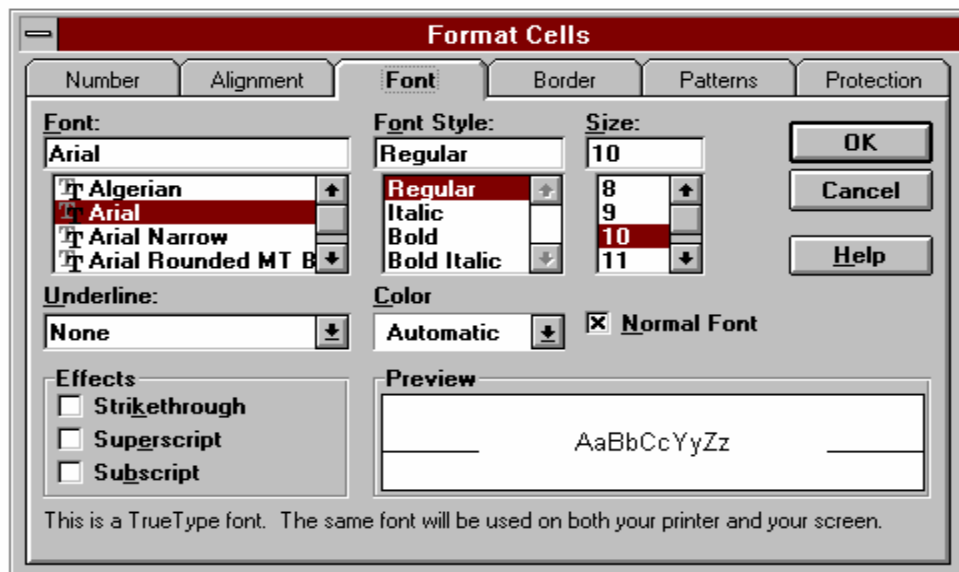 Format Cells
Number Alignment Font Border Patterns Protection
Font: Font Style: Size:
Arial Regular 10 OK
Algerian Regular 8 Cancel
Arial Italic 9
Arial Narrow Bold 10 Help
Arial Rounded MT B Bold Italic 11
Underline: Color
None Automatic Normal Font
Effects Preview
Strikethrough
Superscript AaBbCcYyZz
Subscript
This is a TrueType font. The same font will be used on both your printer and your screen.